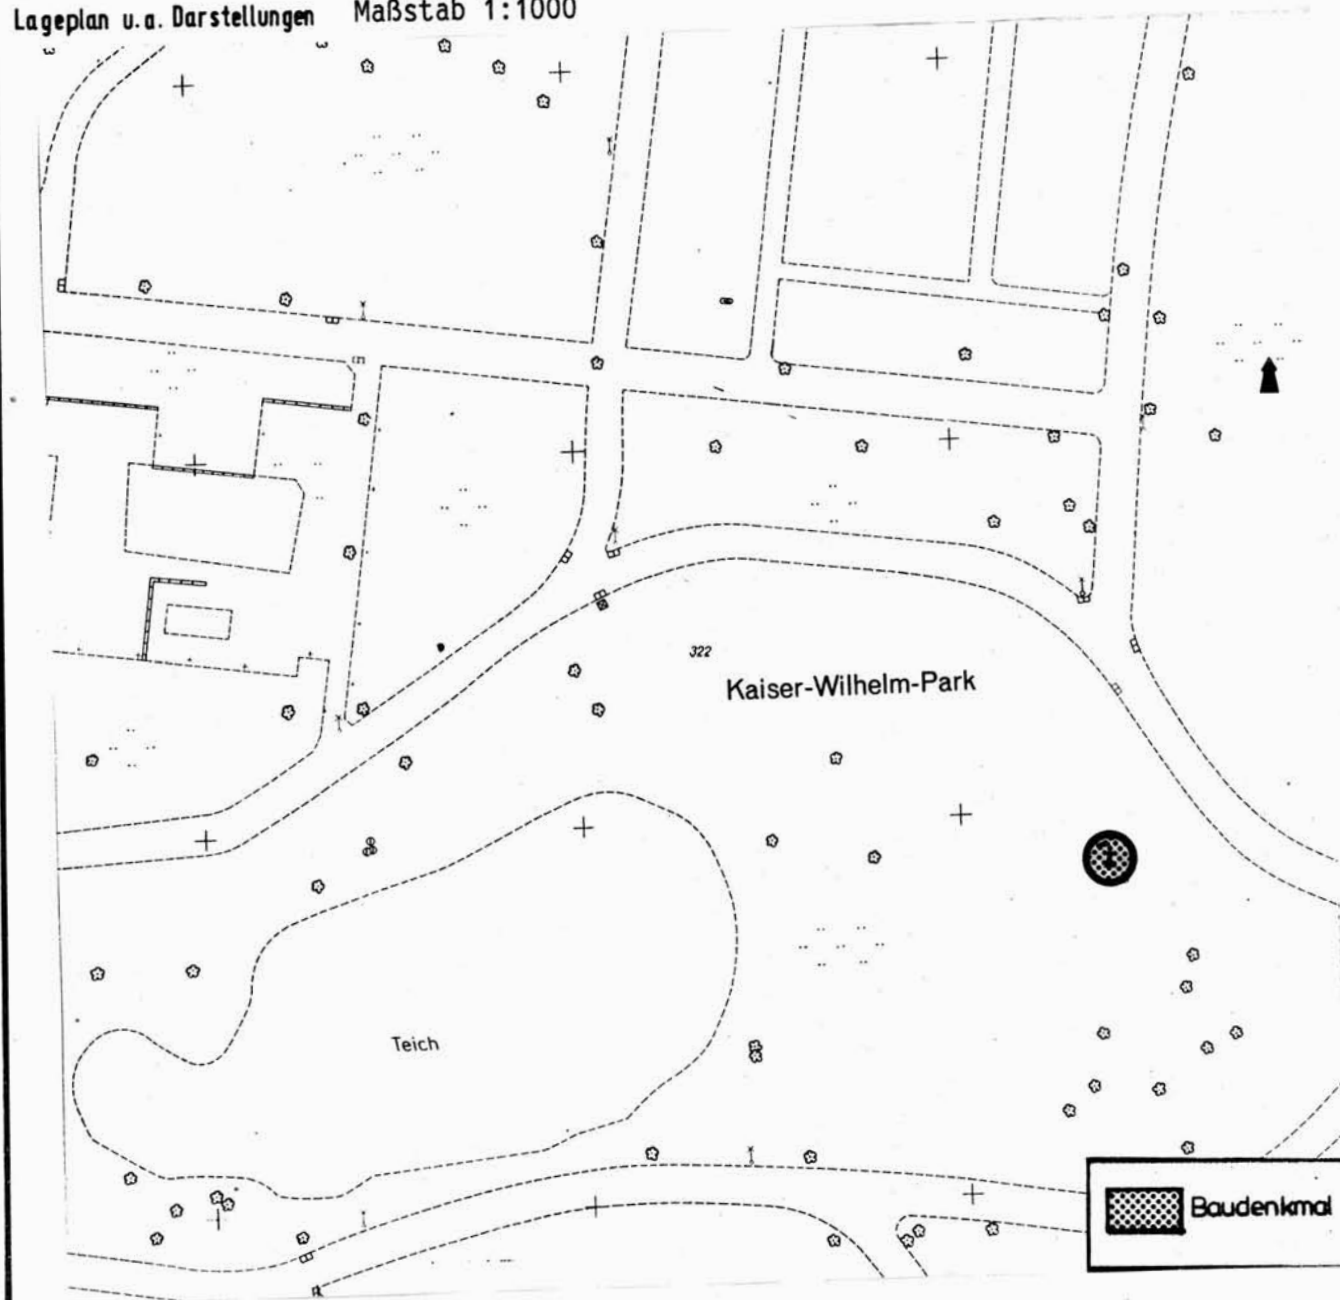 Lageplan u.a. Darstellungen Maßstab 1:1000
322
Kaiser-Wilhelm-Park
Teich
Baudenkmal